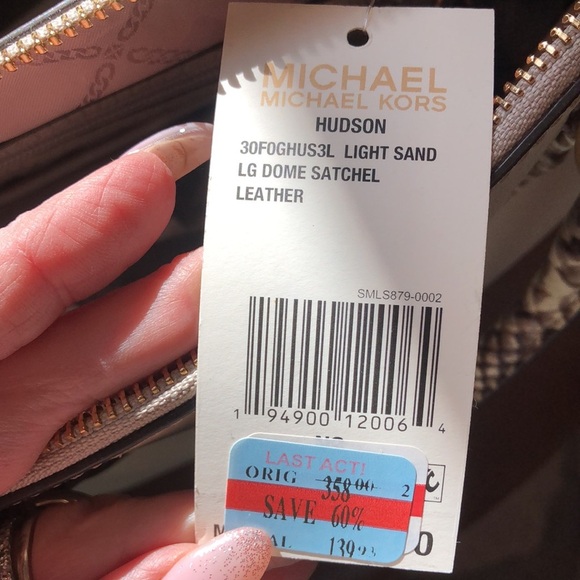 MICHAEL
MICHAEL KORS
HUDSON
30F0GHUS3L LIGHT SAND
LG DOME SATCHEL
LEATHER
SMLS879-0002
1 94900 12006 4
LAST ACT!
ORIG 358.00 2
SAVE 60%